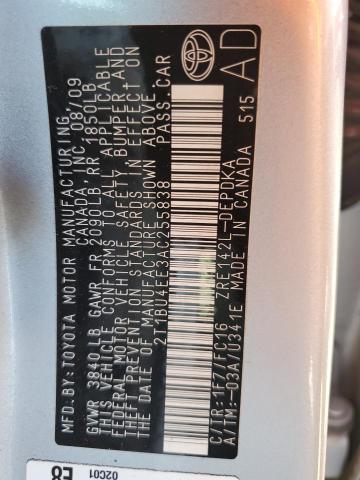 MFD.BY:TOYOTA MOTOR MANUFACTURING,
CANADA, INC. 08/09
GVWR 3840 LB GAWR FR 2090LB RR 1850LB
THIS VEHICLE CONFORMS TO ALL APPLICABLE
FEDERAL MOTOR VEHICLE SAFETY, BUMPER, AND
THEFT PREVENTION STANDARDS IN EFFECT ON
THE DATE OF MANUFACTURE SHOWN ABOVE.
2T1BU4EE3AC255838 PASS.CAR
C/TR:1F7/FC16 ZRE142L-DEPDKA
A/TM:-03A/U341E MADE IN CANADA 515
AD
E8
02C01